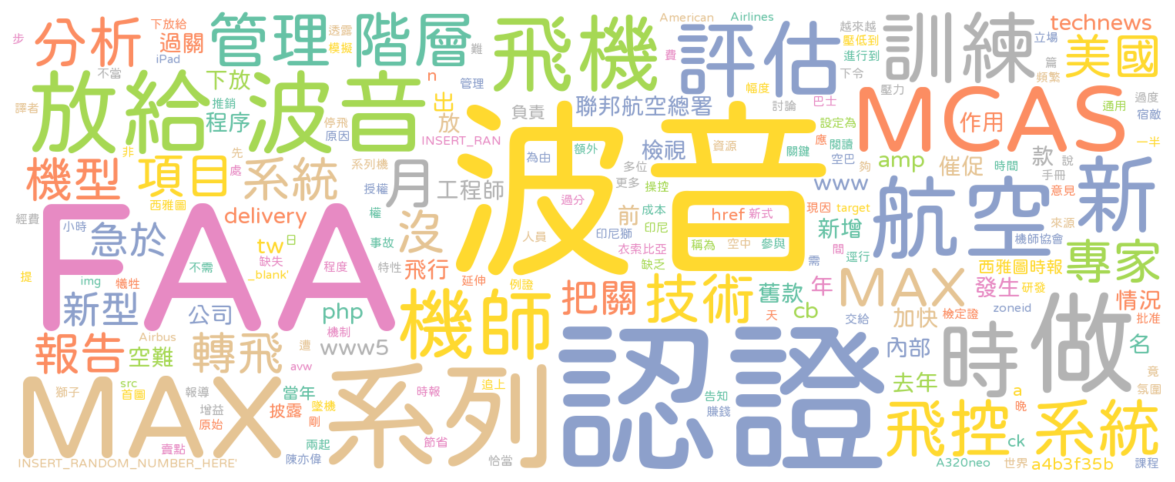 步 分析 下放給 過關 iPad 不當 管理階層 透露 模擬 難 飛機 American Airlines 費 評估 越來越 壓低到 進行到 下令 訓練 立場 篇 頻繁 technews 美國
譯者 放給波音 下放 推銷 程序 停飛 原因 n 出 放 管理 INSERT_RAN 負責 聯邦航空總署 幅度 討論 巴士 壓力 MCAS 作用 通用 過度 宿敵 一半
非 先 處 系列機 授權 為由 額外 檢視 資源 關鍵 設定為 應 閱讀 空巴 amp 催促 時間 款 說 手冊
機型 項目 系統 月 工程師 波音 多位 更多 操控 過分 夠 www 意見 新
西雅圖 經費 小時 權 沒 前 成本 印尼 href 新式 現因 target 航空 來源 機師協會
FAA 急於 delivery tw 日 缺失 _blank' 事故 人員 印尼獅 衣索比亞 稱為 空中 參與 新增 間 需 逕行 專家
提 img 犧牲 不需 程度 特性 飛行 延伸 缺乏 例證 西雅圖時報 研發
新型 公司 php 機制 機師 把關 技術 舊款 年 天 cb MAX 發生 檢定證 zoneid 情況 批准
Airbus 報告 空難 轉飛 遭 www5 交給 加快 內部 名 竟
MAX 獅子 src 首圖 avw 當年 系列 追上 時報 認證 告知 賺錢 去年 時 做 a 氛圍
賣點 報導 增益 原始 披露 剛 墜機 兩起 陳亦偉 節省 恰當 飛控系統 晚 ck
INSERT_RANDOM_NUMBER_HERE' A320neo 世界 a4b3f35b 課程